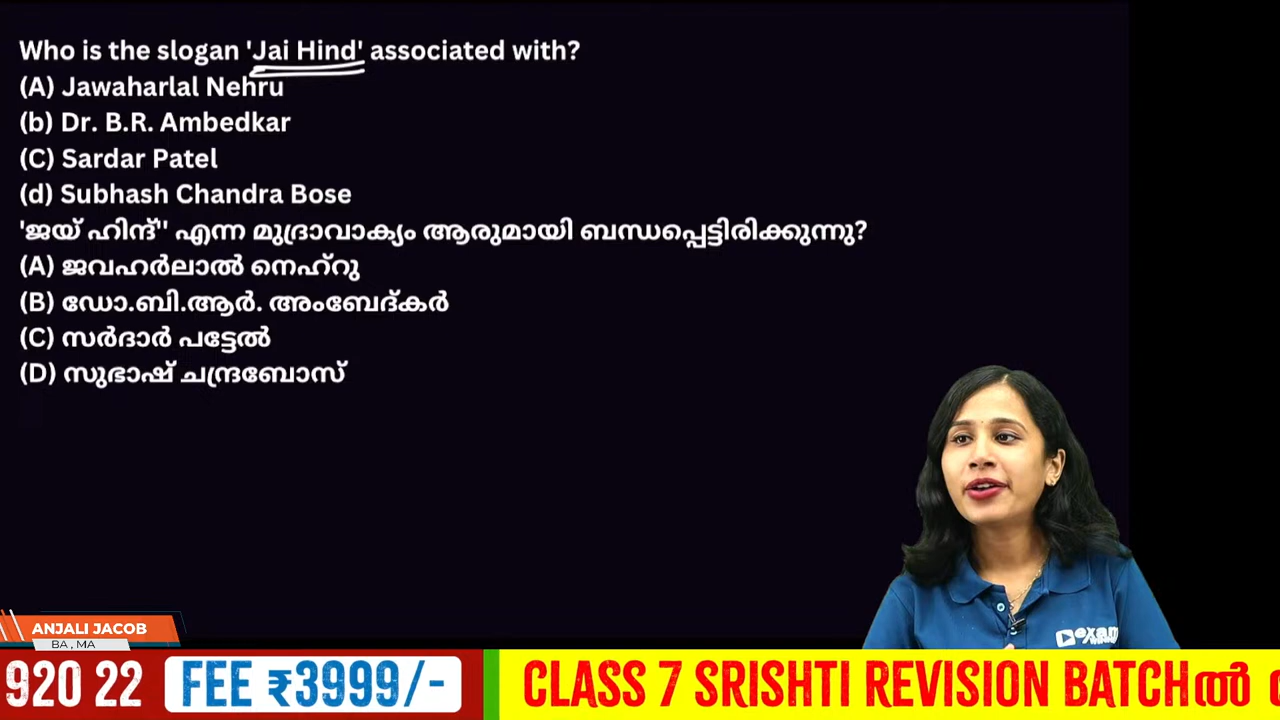 Who is the slogan 'Jai Hind' associated with?
(A) Jawaharlal Nehru
(b) Dr. B.R. Ambedkar
(C) Sardar Patel
(d) Subhash Chandra Bose
'ജയ് ഹിന്ദ്'' എന്ന മുദ്രാവാക്യം ആരുമായി ബന്ധപ്പെട്ടിരിക്കുന്നു?
(A) ജവഹർലാൽ നെഹ്റു
(B) ഡോ.ബി.ആർ. അംബേദ്കർ
(C) സർദാർ പട്ടേൽ
(D) സുഭാഷ് ചന്ദ്രബോസ്
exam
ANJALI JACOB
BA , MA
920 22 FEE ₹3999/- CLASS 7 SRISHTI REVISION BATCHൽ